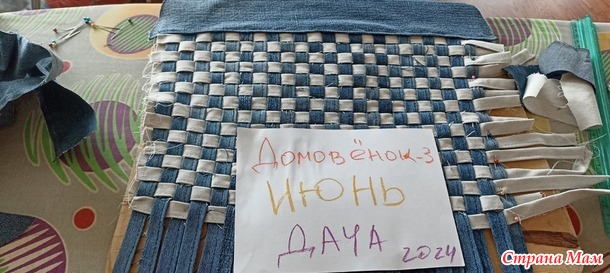 Домовёнок-3
ИЮНЬ
ДАЧА 2024
Страна Мам